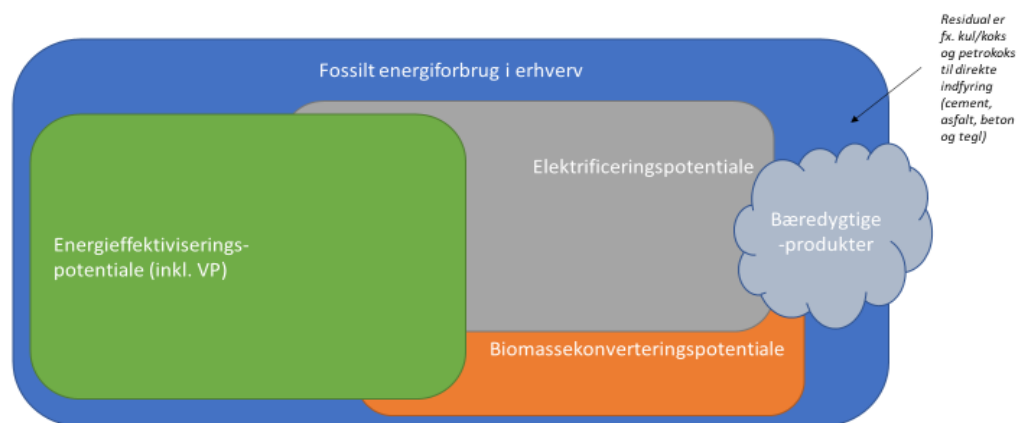 Fossilt energiforbrug i erhverv
Residual er
fx. kul/koks
og petrokoks
til direkte
indfyring
(cement,
asfalt, beton
og tegl)
Elektrificeringspotentiale
Bæredygtige
-produkter
Energieffektiviserings-
potentiale (inkl. VP)
Biomassekonverteringspotentiale